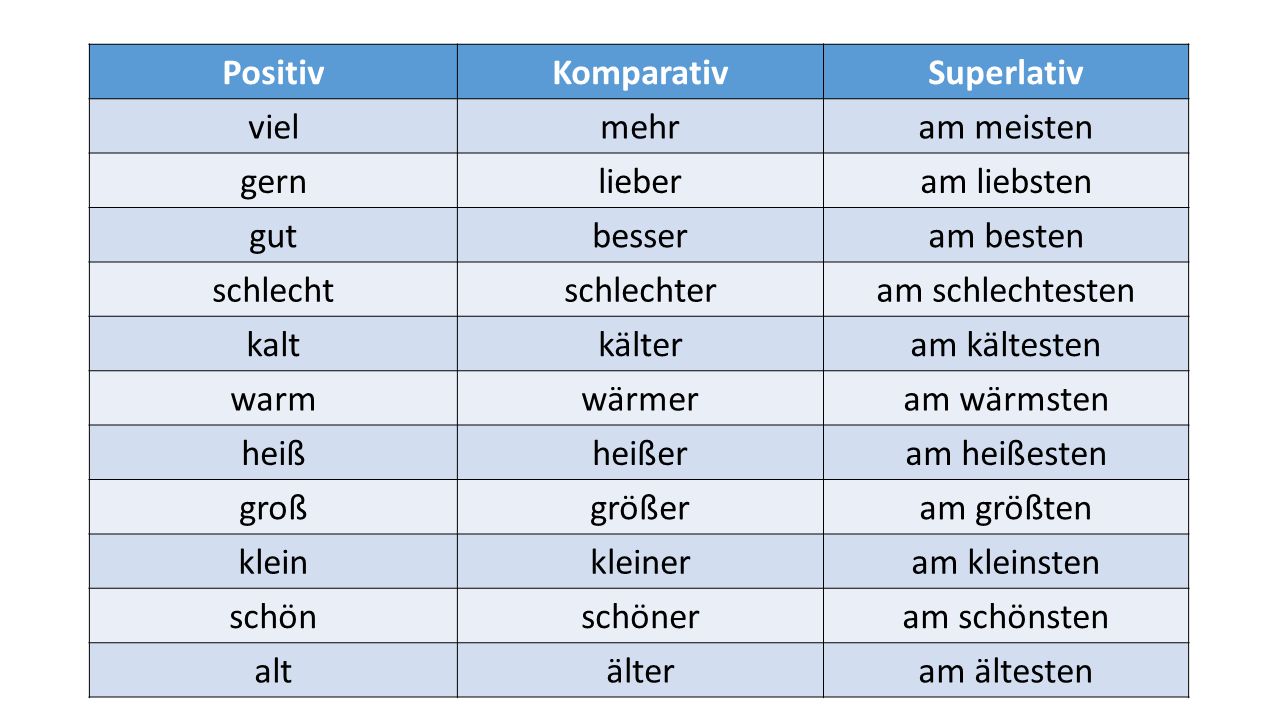 Positiv Komparativ Superlativ
viel mehr am meisten
gern lieber am liebsten
gut besser am besten
schlecht schlechter am schlechtesten
kalt kälter am kältesten
warm wärmer am wärmsten
heiß heißer am heißesten
groß größer am größten
klein kleiner am kleinsten
schön schöner am schönsten
alt älter am ältesten